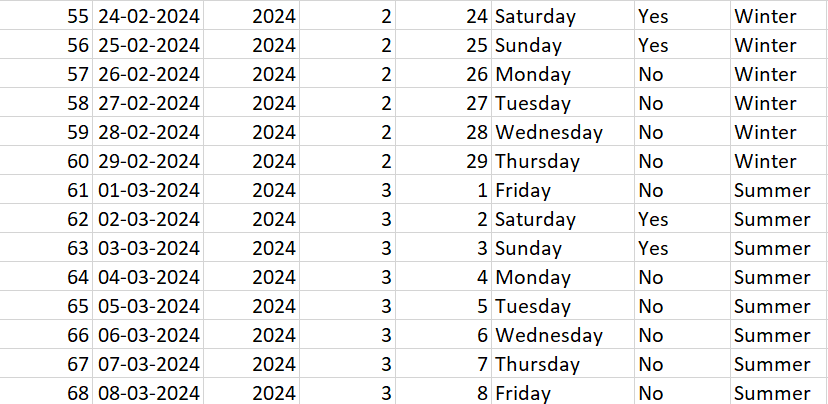 55 24-02-2024 2024 2 24 Saturday Yes Winter
56 25-02-2024 2024 2 25 Sunday Yes Winter
57 26-02-2024 2024 2 26 Monday No Winter
58 27-02-2024 2024 2 27 Tuesday No Winter
59 28-02-2024 2024 2 28 Wednesday No Winter
60 29-02-2024 2024 2 29 Thursday No Winter
61 01-03-2024 2024 3 1 Friday No Summer
62 02-03-2024 2024 3 2 Saturday Yes Summer
63 03-03-2024 2024 3 3 Sunday Yes Summer
64 04-03-2024 2024 3 4 Monday No Summer
65 05-03-2024 2024 3 5 Tuesday No Summer
66 06-03-2024 2024 3 6 Wednesday No Summer
67 07-03-2024 2024 3 7 Thursday No Summer
68 08-03-2024 2024 3 8 Friday No Summer